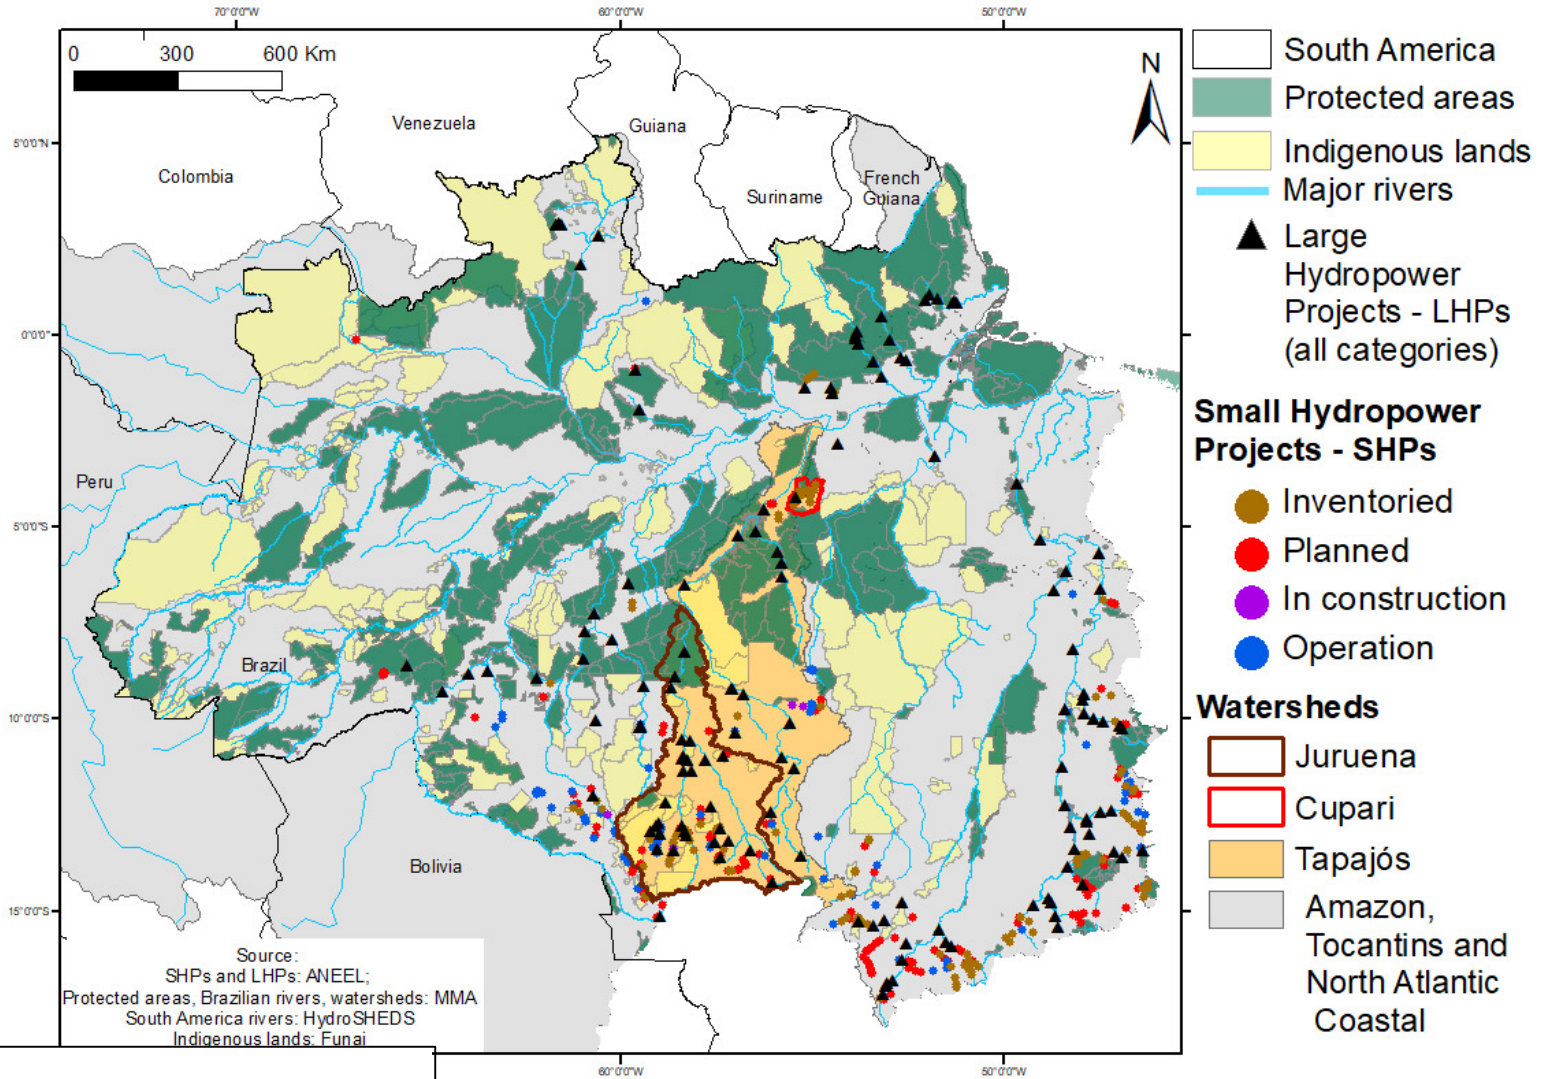 70°0'0"W
60°0'0"W
50°0'0"W
0 300 600 Km
N
Venezuela
Guiana
Colombia
Suriname
French
Guiana
Peru
Brazil
Bolivia
5°0'0"N
0°0'0"
5°0'0"S
10°0'0"S
15°0'0"S
Source:
SHPs and LHPs: ANEEL;
Protected areas, Brazilian rivers, watersheds: MMA
South America rivers: HydroSHEDS
Indigenous lands: Funai
60°0'0"W
50°0'0"W
South America
Protected areas
Indigenous lands
Major rivers
Large
Hydropower
Projects - LHPs
(all categories)
Small Hydropower
Projects - SHPs
Inventoried
Planned
In construction
Operation
Watersheds
Juruena
Cupari
Tapajós
Amazon,
Tocantins and
North Atlantic
Coastal